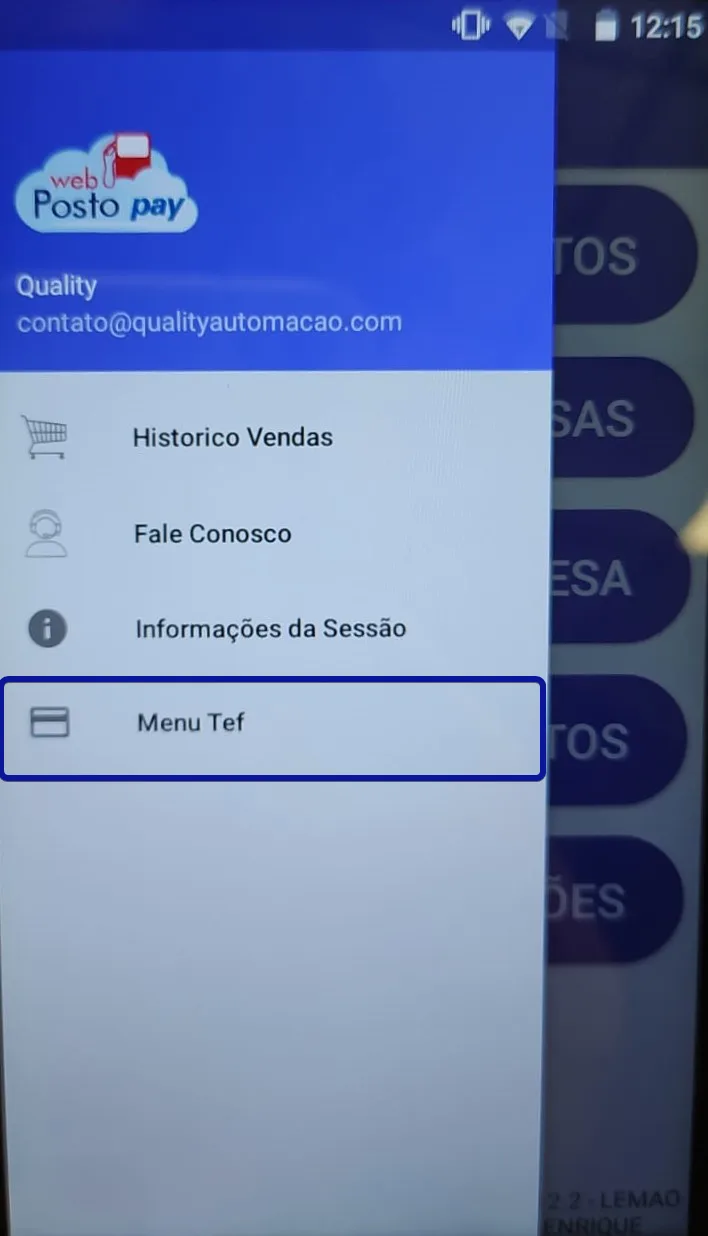 12:15
web
Posto pay
Quality
contato@qualityautomacao.com
TOS
Historico Vendas
SAS
Fale Conosco
ESA
Informações da Sessão
Menu Tef
TOS
ÕES
2 2 - LEMAO
ENRIQUE